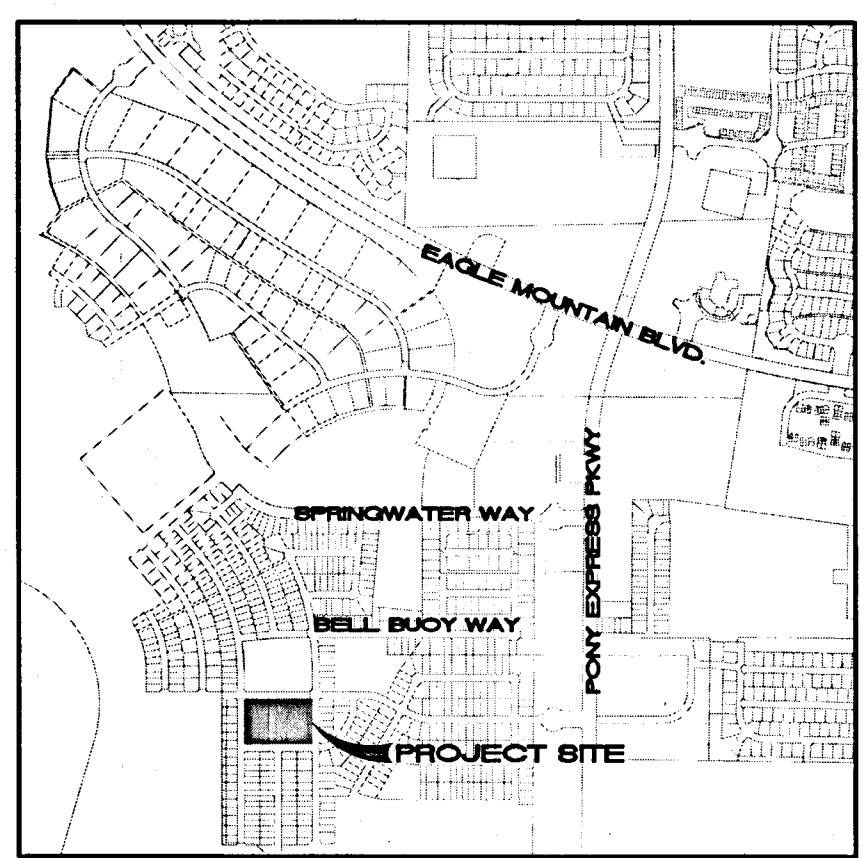 EAGLE MOUNTAIN BLVD.
SPRINGWATER WAY
PONY EXPRESS PKWY
BELL BUOY WAY
PROJECT SITE